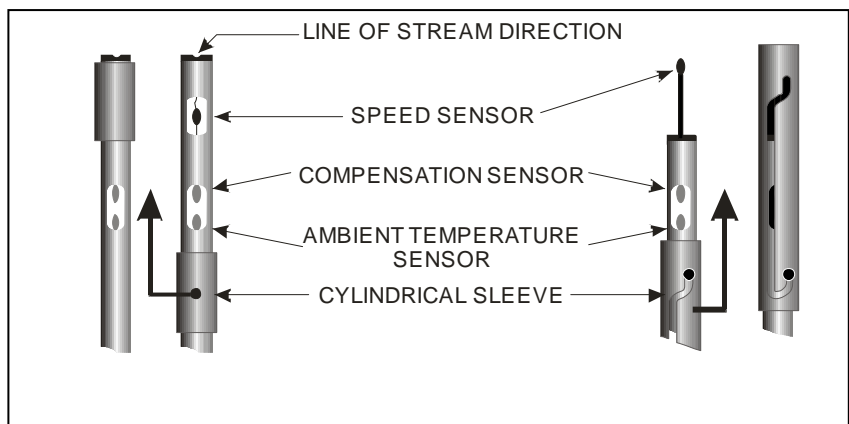 LINE OF STREAM DIRECTION
SPEED SENSOR
COMPENSATION SENSOR
AMBIENT TEMPERATURE
SENSOR
CYLINDRICAL SLEEVE